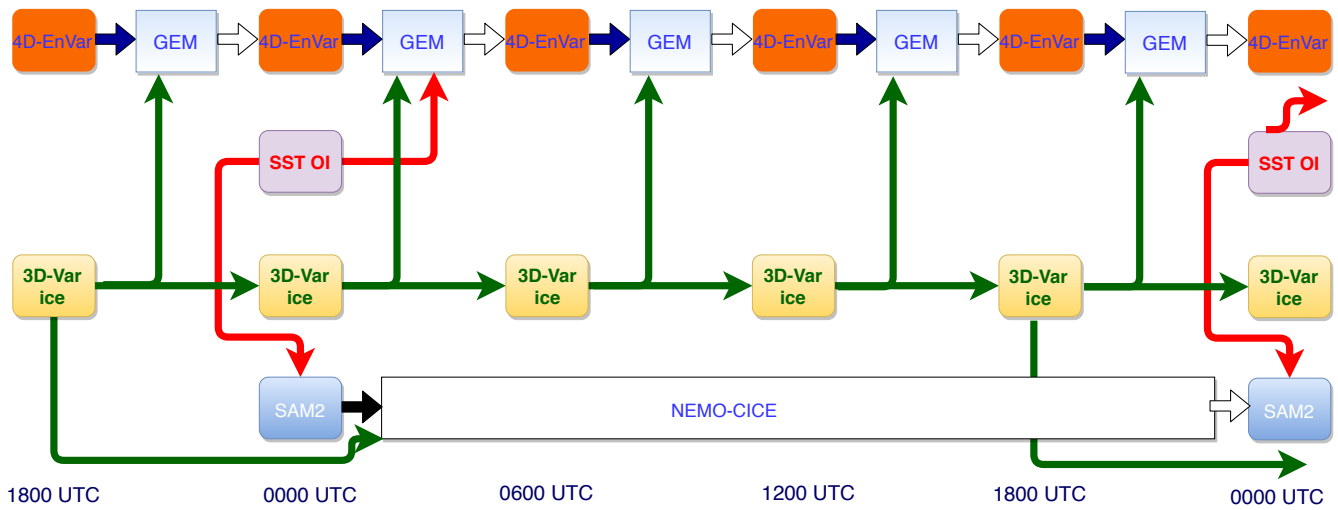 4D-EnVar GEM 4D-EnVar GEM 4D-EnVar GEM 4D-EnVar GEM 4D-EnVar GEM 4D-EnVar
SST OI SST OI
3D-Var 3D-Var 3D-Var 3D-Var 3D-Var 3D-Var
ice ice ice ice ice ice
SAM2 NEMO-CICE SAM2
1800 UTC 0000 UTC 0600 UTC 1200 UTC 1800 UTC 0000 UTC